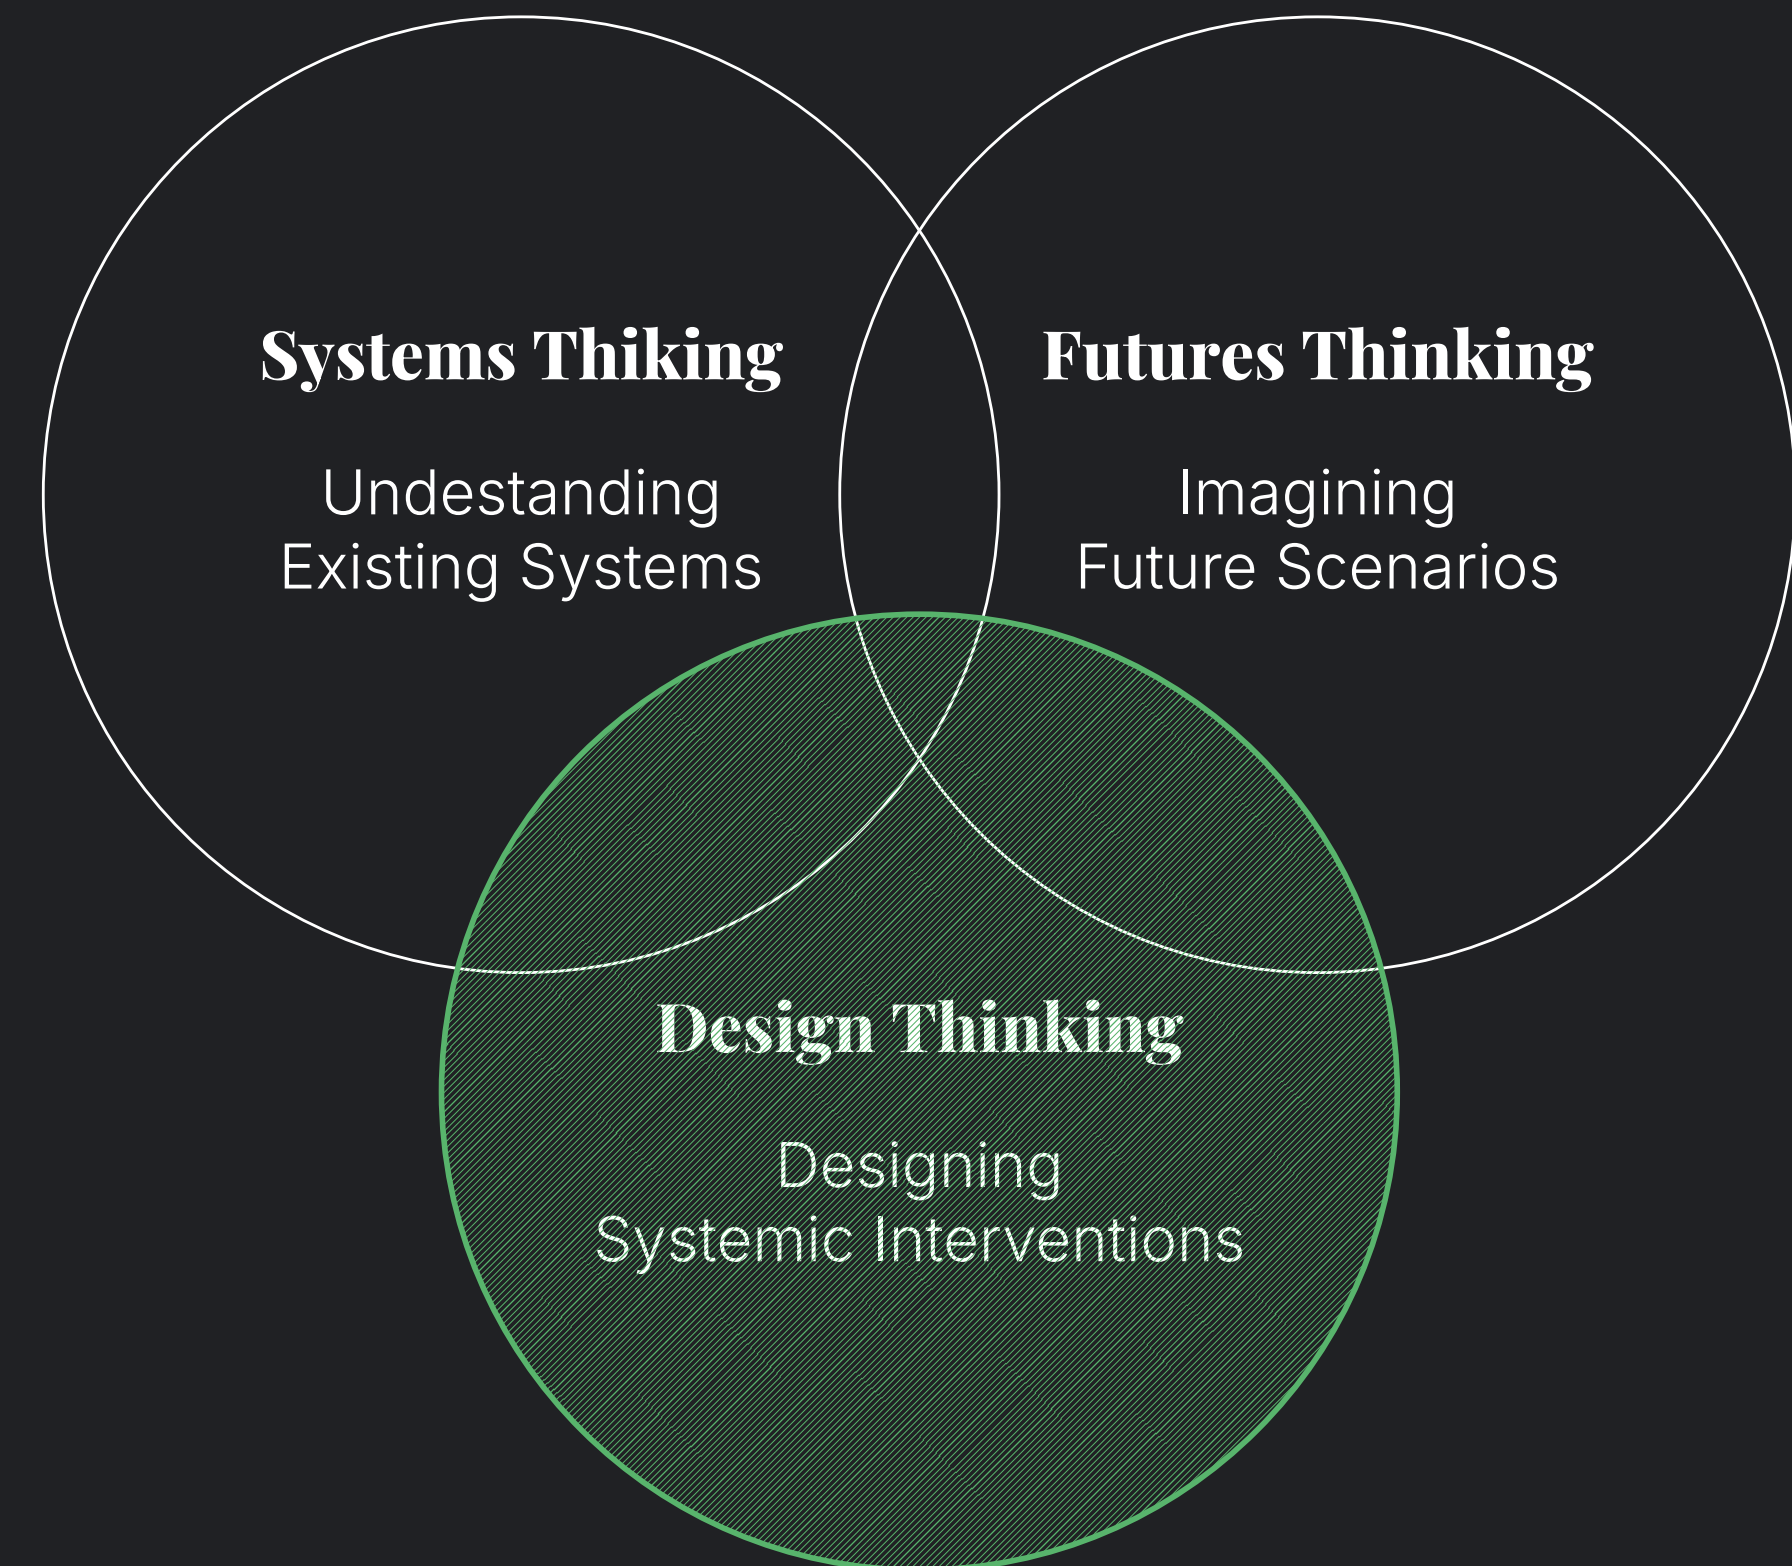 Systems Thiking
Undestanding
Existing Systems
Futures Thinking
Imagining
Future Scenarios
Design Thinking
Designing
Systemic Interventions